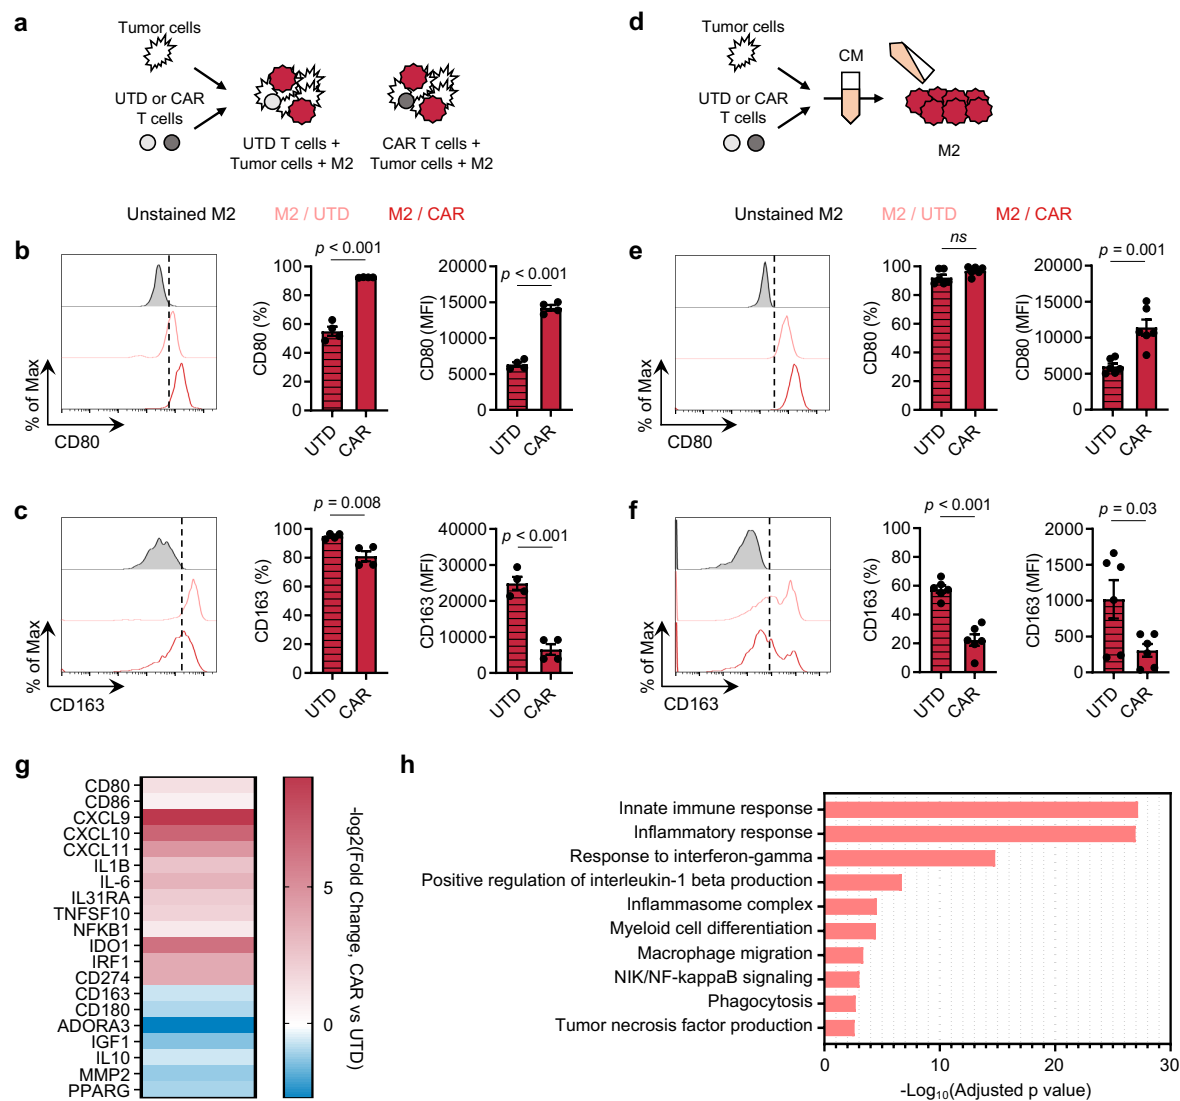 a
Tumor cells
UTD or CAR
T cells
UTD T cells +
Tumor cells + M2
CAR T cells +
Tumor cells + M2
d
Tumor cells
UTD or CAR
T cells
CM
M2
Unstained M2 M2 / UTD M2 / CAR
Unstained M2 M2 / UTD M2 / CAR
b
% of Max
CD80
p < 0.001
CD80 (%)
100
80
60
40
20
0
UTD
CAR
p < 0.001
CD80 (MFI)
20000
15000
10000
5000
0
UTD
CAR
e
% of Max
CD80
ns
CD80 (%)
100
80
60
40
20
0
UTD
CAR
p = 0.001
CD80 (MFI)
20000
15000
10000
5000
0
UTD
CAR
c
% of Max
CD163
p = 0.008
CD163 (%)
100
80
60
40
20
0
UTD
CAR
p < 0.001
CD163 (MFI)
40000
30000
20000
10000
0
UTD
CAR
f
% of Max
CD163
p < 0.001
CD163 (%)
100
80
60
40
20
0
UTD
CAR
p = 0.03
CD163 (MFI)
2000
1500
1000
500
0
UTD
CAR
g
CD80
CD86
CXCL9
CXCL10
CXCL11
IL1B
IL-6
IL31RA
TNFSF10
NFKB1
IDO1
IRF1
CD274
CD163
CD180
ADORA3
IGF1
IL10
MMP2
PPARG
5
0
-log2(Fold Change, CAR vs UTD)
h
Innate immune response
Inflammatory response
Response to interferon-gamma
Positive regulation of interleukin-1 beta production
Inflammasome complex
Myeloid cell differentiation
Macrophage migration
NIK/NF-kappaB signaling
Phagocytosis
Tumor necrosis factor production
0 10 20 30
-Log₁₀(Adjusted p value)